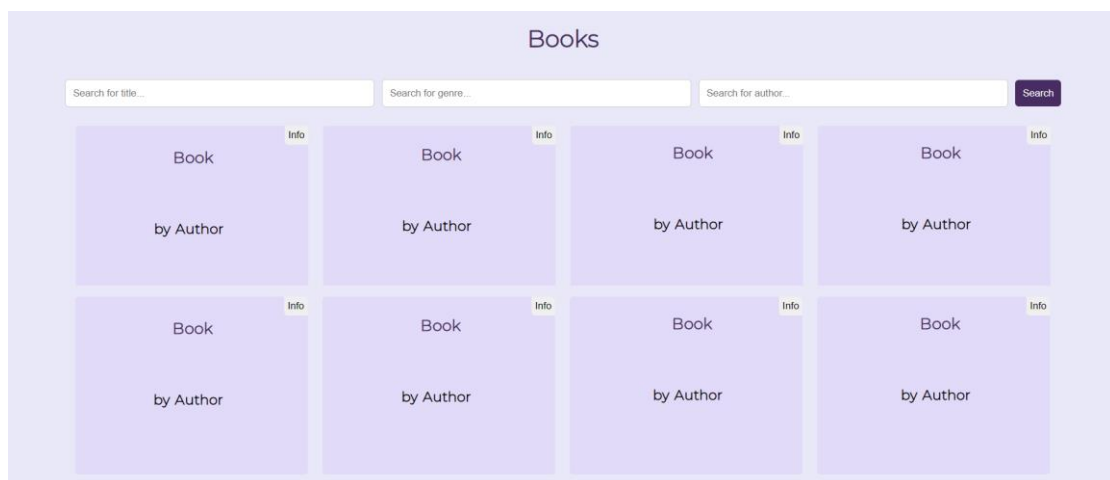 Books
Search for title...
Search for genre...
Search for author...
Search
Info
Info
Info
Info
Book
Book
Book
Book
by Author
by Author
by Author
by Author
Info
Info
Info
Info
Book
Book
Book
Book
by Author
by Author
by Author
by Author